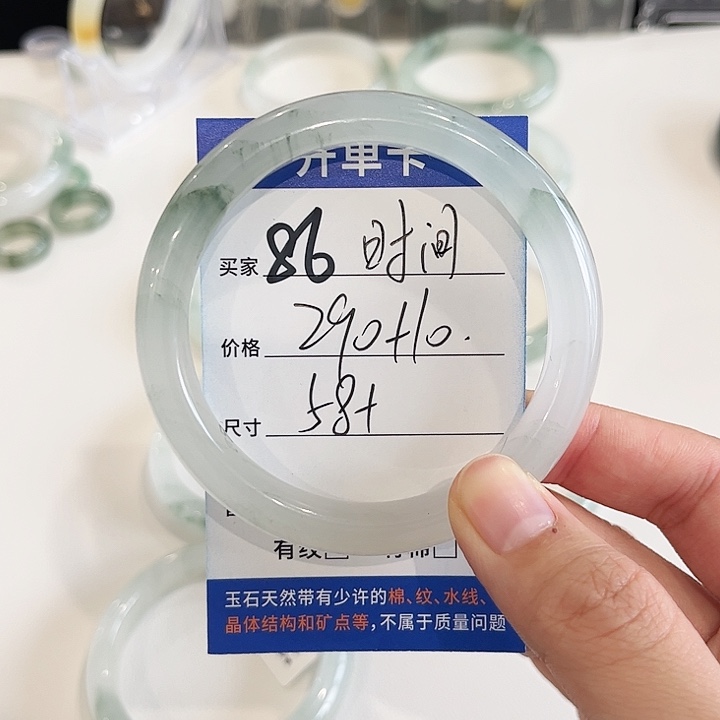 开单卡
买家 86 时间
价格 290+10.
尺寸 58+
有纹□ 有棉□
玉石天然带有少许的棉、纹、水线、
晶体结构和矿点等,不属于质量问题